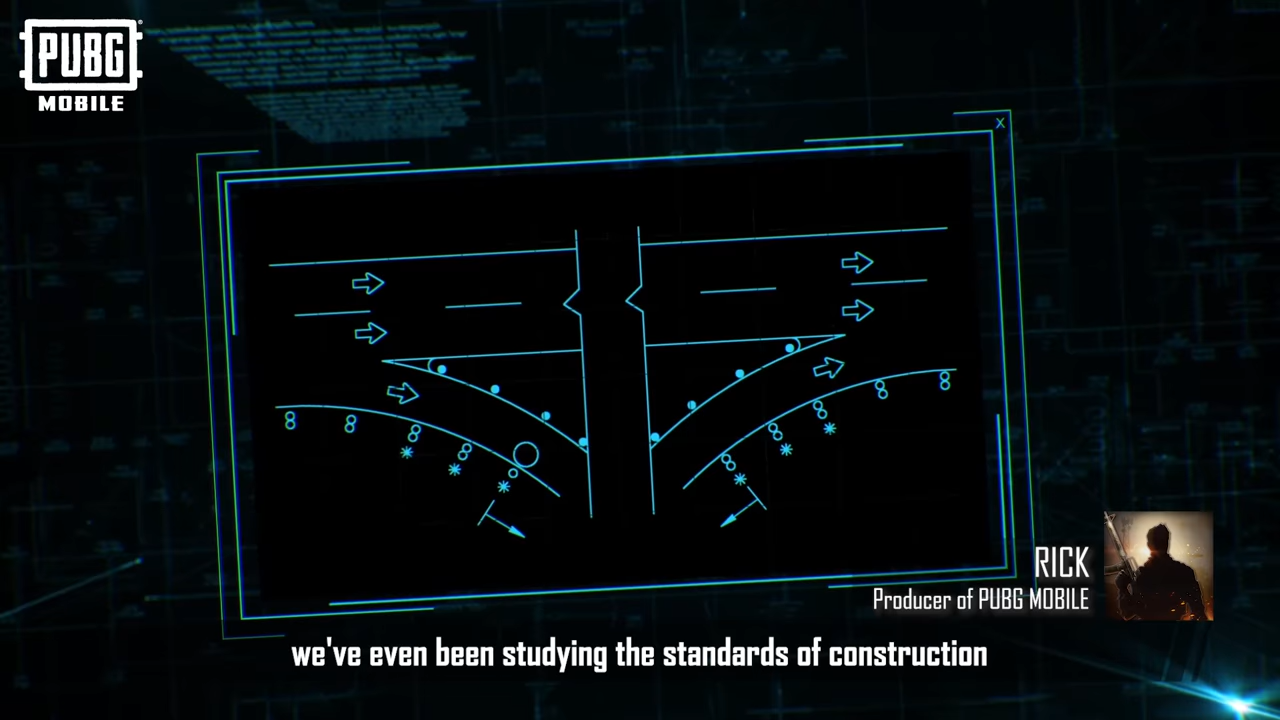 PUBG
MOBILE
X
RICK
Producer of PUBG MOBILE
we've even been studying the standards of construction